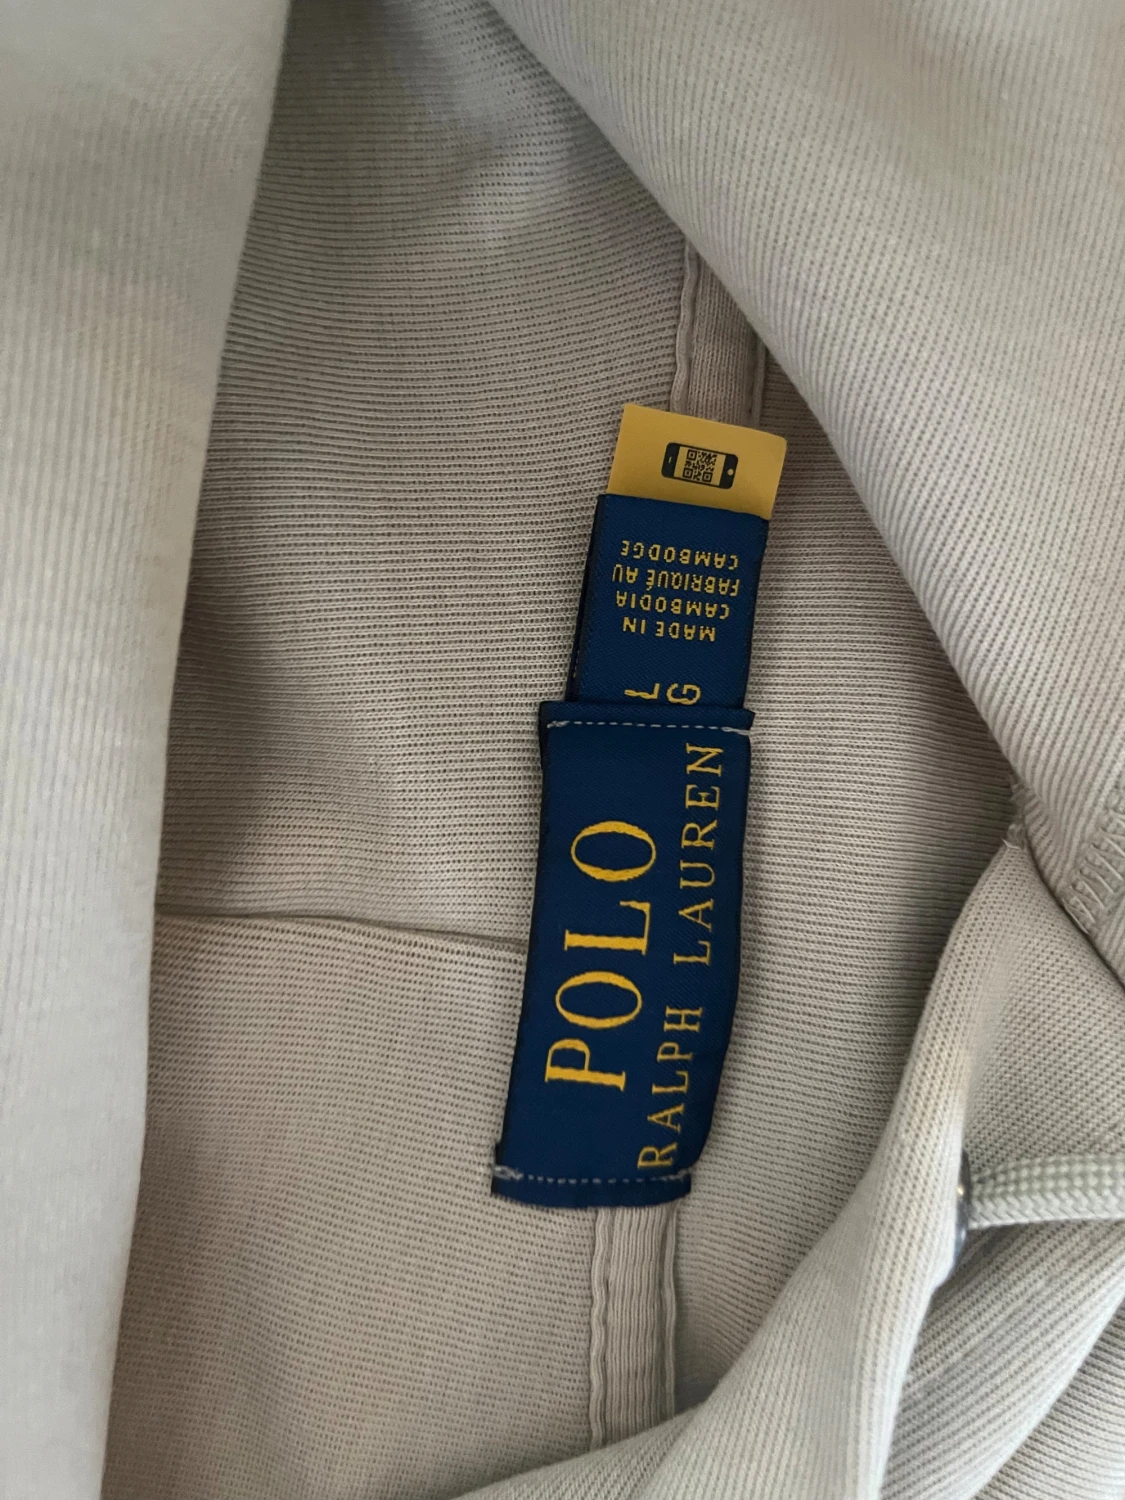 POLO
RALPH LAUREN
MADE IN
CAMBODIA
FABRIQUÉ AU
CAMBODGE